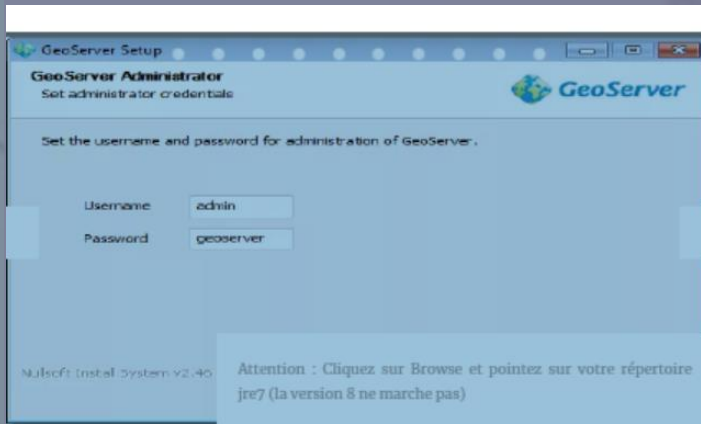 GeoServer Setup
GeoServer Administrator
Set administrator credentials
GeoServer
Set the username and password for administration of GeoServer.
Username admin
Password geoserver
Nullsoft Install System v2.46
Attention : Cliquez sur Browse et pointez sur votre répertoire
jre7 (la version 8 ne marche pas)